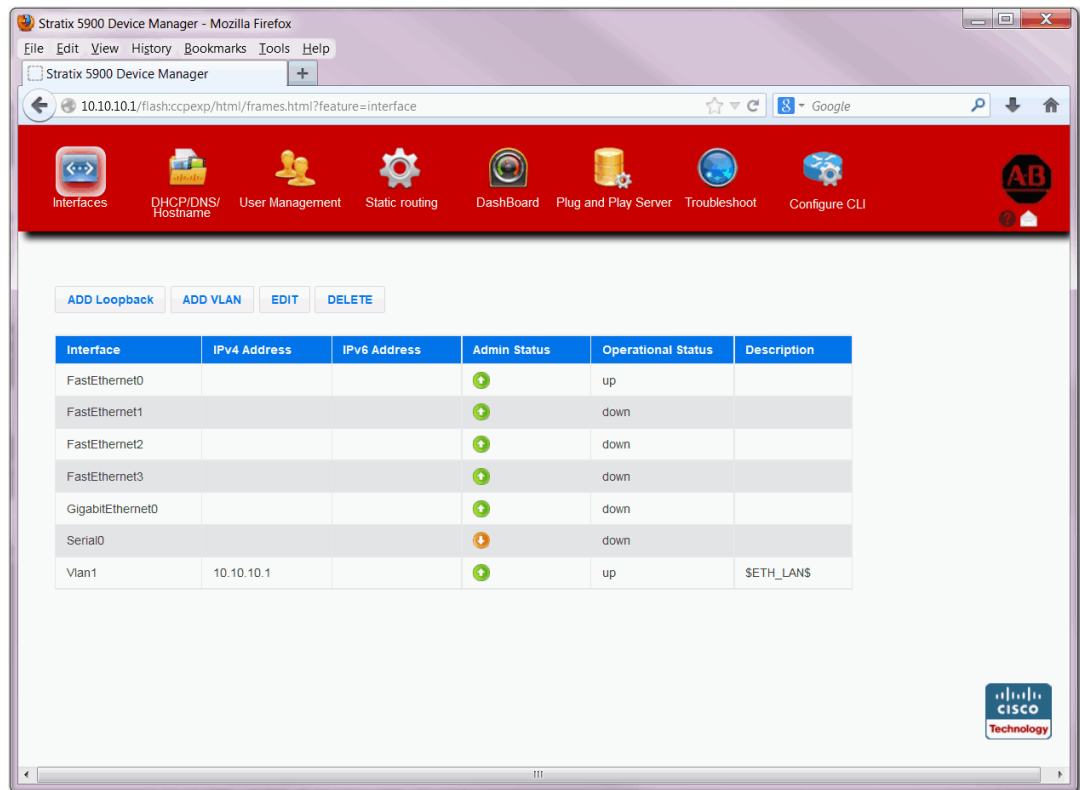 Stratix 5900 Device Manager - Mozilla Firefox
File Edit View History Bookmarks Tools Help
Stratix 5900 Device Manager +
10.10.10.1/flash:ccpexp/html/frames.html?feature=interface
8 Google
Interfaces
DHCP/DNS/
Hostname
User Management
Static routing
DashBoard
Plug and Play Server
Troubleshoot
Configure CLI
AB
?
ADD Loopback ADD VLAN EDIT DELETE
Interface IPv4 Address IPv6 Address Admin Status Operational Status Description
FastEthernet0 up
FastEthernet1 down
FastEthernet2 down
FastEthernet3 down
GigabitEthernet0 down
Serial0 down
Vlan1 10.10.10.1 up $ETH_LAN$
CISCO
Technology